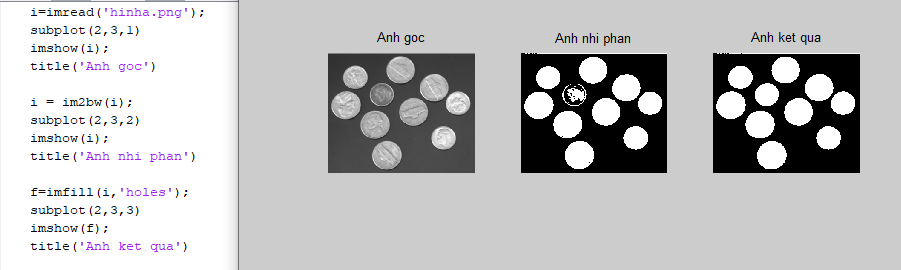 i=imread('hinha.png');
subplot(2,3,1)
imshow(i);
title('Anh goc')
i = im2bw(i);
subplot(2,3,2)
imshow(i);
title('Anh nhi phan')
f=imfill(i,'holes');
subplot(2,3,3)
imshow(f);
title('Anh ket qua')
Anh goc
Anh nhi phan
Anh ket qua